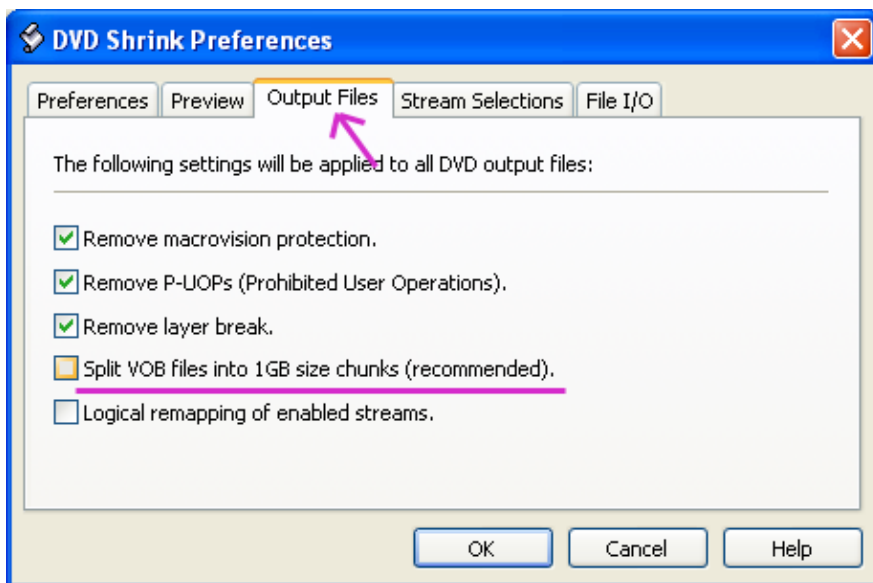 DVD Shrink Preferences
Preferences Preview Output Files Stream Selections File I/O
The following settings will be applied to all DVD output files:
Remove macrovision protection.
Remove P-UOPs (Prohibited User Operations).
Remove layer break.
Split VOB files into 1GB size chunks (recommended).
Logical remapping of enabled streams.
OK Cancel Help